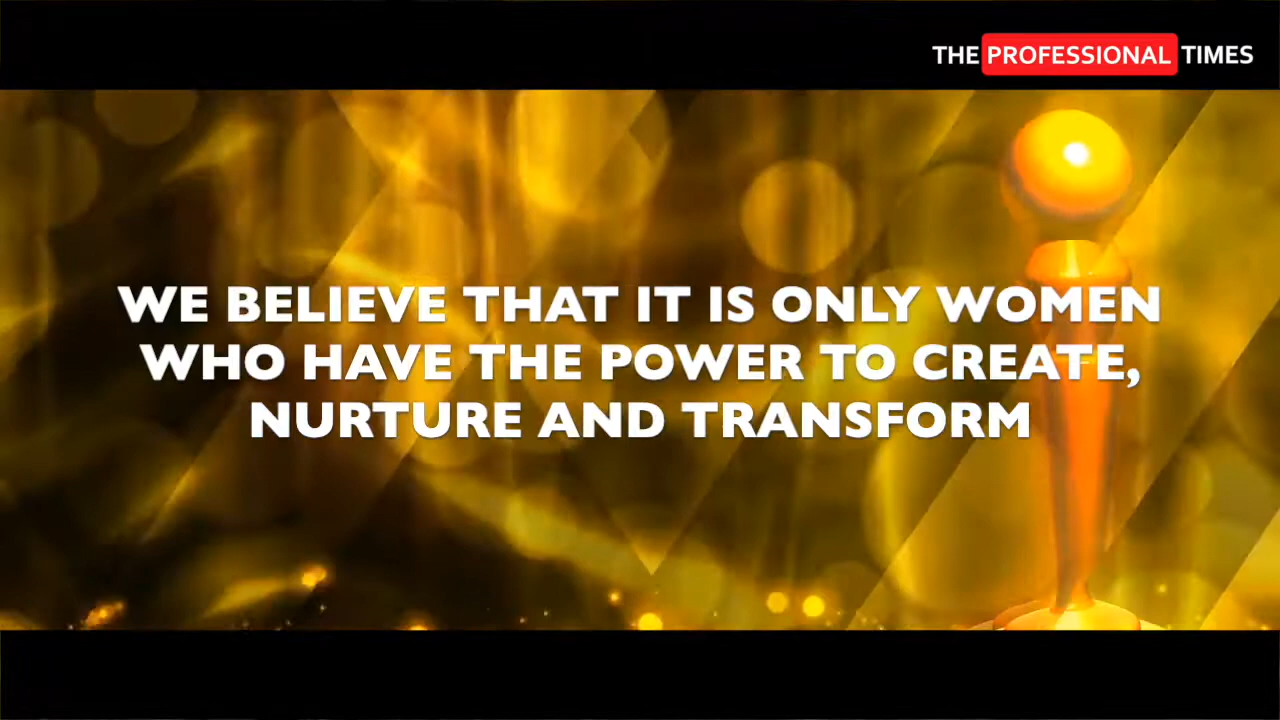 THE PROFESSIONAL TIMES
WE BELIEVE THAT IT IS ONLY WOMEN
WHO HAVE THE POWER TO CREATE,
NURTURE AND TRANSFORM